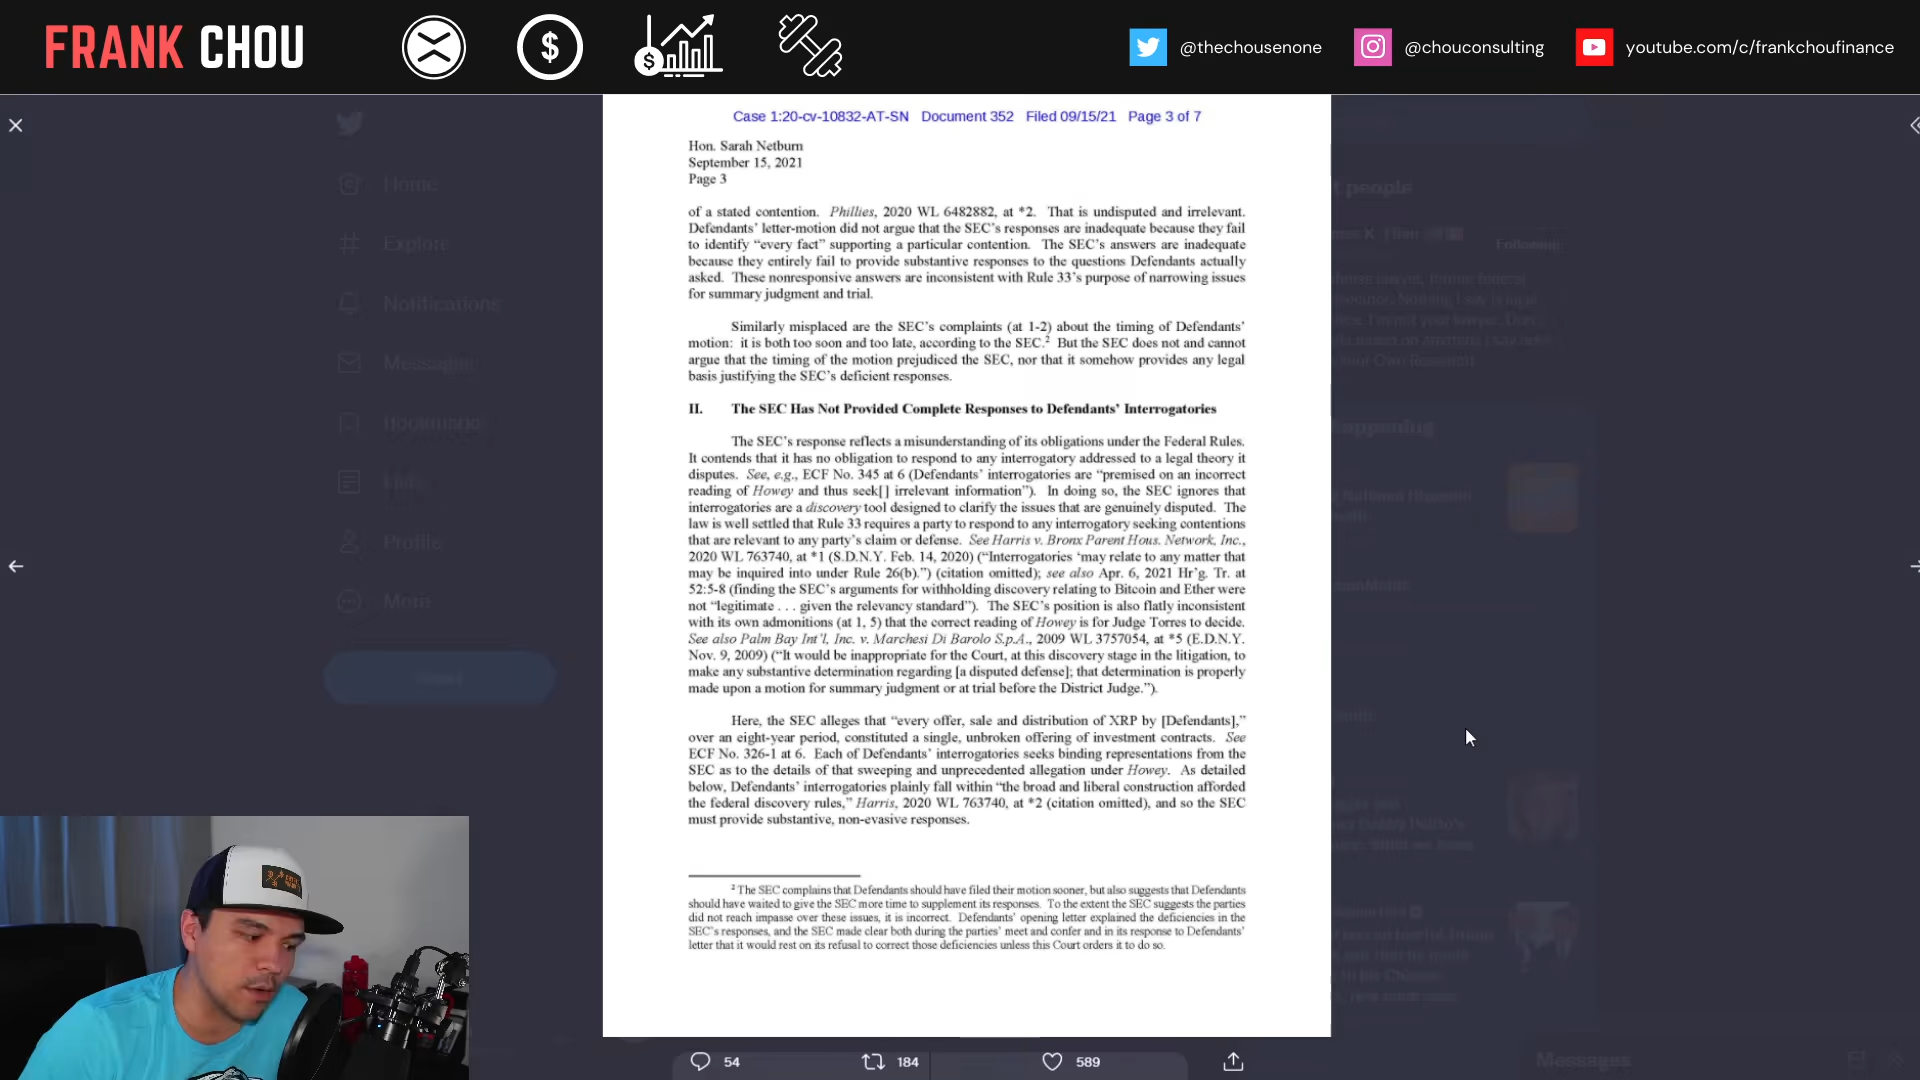 FRANK CHOU
@thechousenone
@chouconsulting
youtube.com/c/frankchoufinance
Case 1:20-cv-10832-AT-SN Document 352 Filed 09/15/21 Page 3 of 7
Hon. Sarah Netburn
September 15, 2021
Page 3
of a stated contention. Phillies, 2020 WL 6482882, at *2. That is undisputed and irrelevant.
Defendants’ letter-motion did not argue that the SEC’s responses are inadequate because they fail
to identify “every fact” supporting a particular contention. The SEC’s answers are inadequate
because they entirely fail to provide substantive responses to the questions Defendants actually
asked. These nonresponsive answers are inconsistent with Rule 33’s purpose of narrowing issues
for summary judgment and trial.
Similarly misplaced are the SEC’s complaints (at 1-2) about the timing of Defendants’
motion: it is both too soon and too late, according to the SEC.2 But the SEC does not and cannot
argue that the timing of the motion prejudiced the SEC, nor that it somehow provides any legal
basis justifying the SEC’s deficient responses.
II. The SEC Has Not Provided Complete Responses to Defendants’ Interrogatories
The SEC’s response reflects a misunderstanding of its obligations under the Federal Rules.
It contends that it has no obligation to respond to any interrogatory addressed to a legal theory it
disputes. See, e.g., ECF No. 345 at 6 (Defendants’ interrogatories are “premised on an incorrect
reading of Howey and thus seek[] irrelevant information”). In doing so, the SEC ignores that
interrogatories are a discovery tool designed to clarify the issues that are genuinely disputed. The
law is well settled that Rule 33 requires a party to respond to any interrogatory seeking contentions
that are relevant to any party’s claim or defense. See Harris v. Bronx Parent Hous. Network, Inc.,
2020 WL 763740, at *1 (S.D.N.Y. Feb. 14, 2020) (“Interrogatories ‘may relate to any matter that
may be inquired into under Rule 26(b).”) (citation omitted); see also Apr. 6, 2021 Hr’g. Tr. at
52:5-8 (finding the SEC’s arguments for withholding discovery relating to Bitcoin and Ether were
not “legitimate . . . given the relevancy standard”). The SEC’s position is also flatly inconsistent
with its own admonitions (at 1, 5) that the correct reading of Howey is for Judge Torres to decide.
See also Palm Bay Int’l, Inc. v. Marchesi Di Barolo S.p.A., 2009 WL 3757054, at *5 (E.D.N.Y.
Nov. 9, 2009) (“It would be inappropriate for the Court, at this discovery stage in the litigation, to
make any substantive determination regarding [a disputed defense]; that determination is properly
made upon a motion for summary judgment or at trial before the District Judge.”).
Here, the SEC alleges that “every offer, sale and distribution of XRP by [Defendants],”
over an eight-year period, constituted a single, unbroken offering of investment contracts. See
ECF No. 326-1 at 6. Each of Defendants’ interrogatories seeks binding representations from the
SEC as to the details of that sweeping and unprecedented allegation under Howey. As detailed
below, Defendants’ interrogatories plainly fall within “the broad and liberal construction afforded
the federal discovery rules,” Harris, 2020 WL 763740, at *2 (citation omitted), and so the SEC
must provide substantive, non-evasive responses.
2 The SEC complains that Defendants should have filed their motion sooner, but also suggests that Defendants
should have waited to give the SEC more time to supplement its responses. To the extent the SEC suggests the parties
did not reach impasse over these issues, it is incorrect. Defendants’ opening letter explained the deficiencies in the
SEC’s responses, and the SEC made clear both during the parties’ meet and confer and in its response to Defendants’
letter that it would rest on its refusal to correct those deficiencies unless this Court orders it to do so.
54 184 589
Home
Explore
Notifications
Messages
Bookmarks
Profile
More
people
Following
happening
Messages